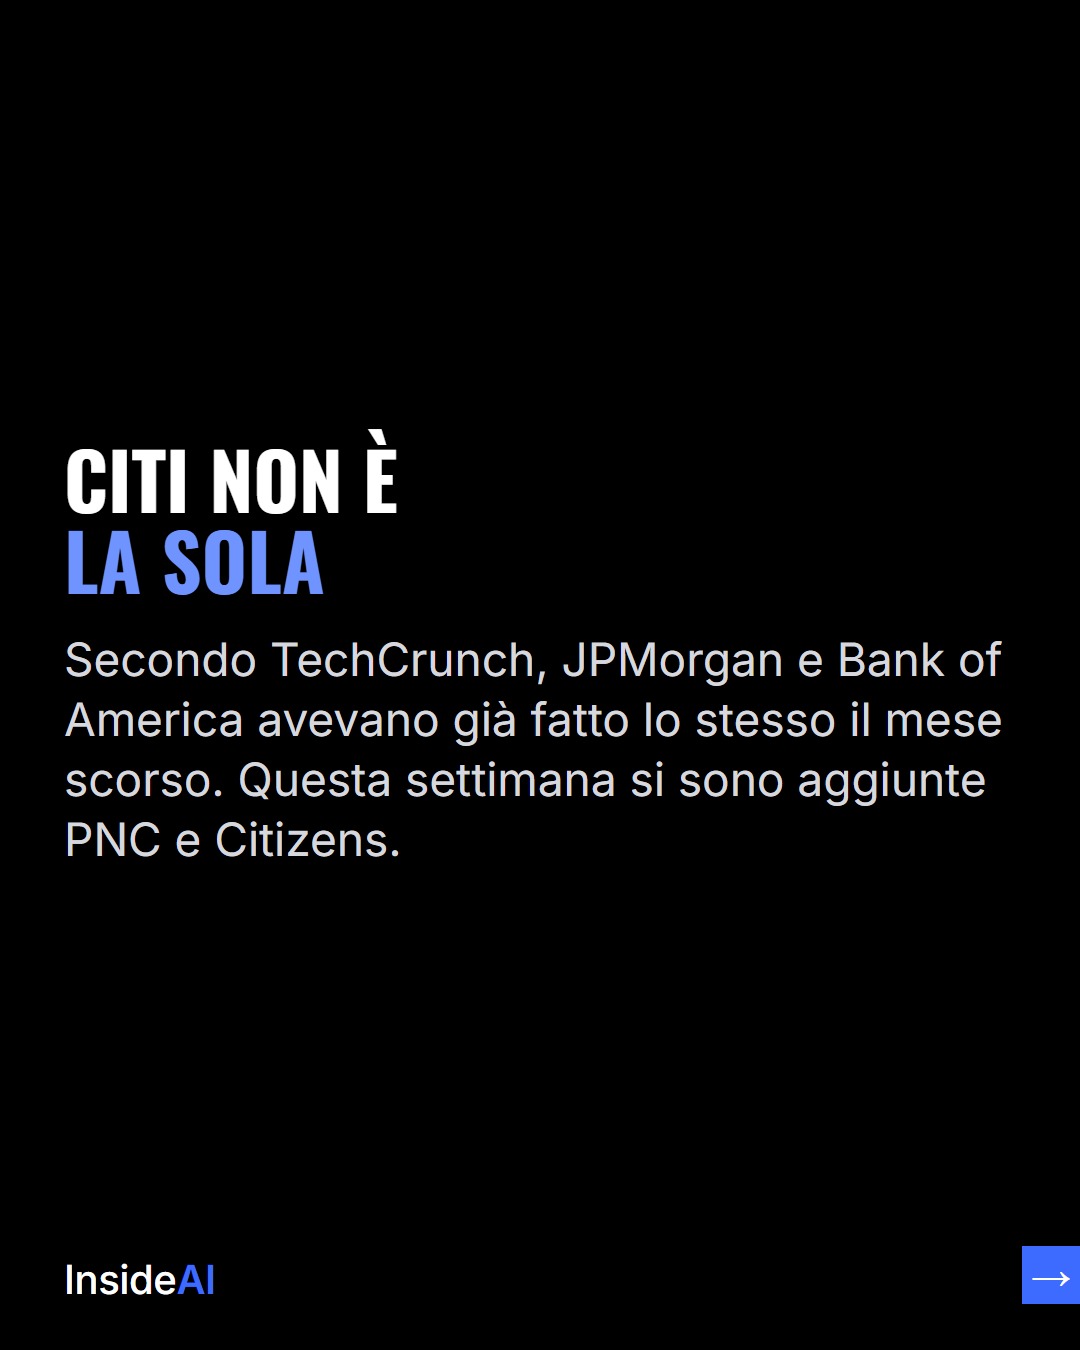 CITI NON È
LA SOLA
Secondo TechCrunch, JPMorgan e Bank of
America avevano già fatto lo stesso il mese
scorso. Questa settimana si sono aggiunte
PNC e Citizens.
InsideAI
→